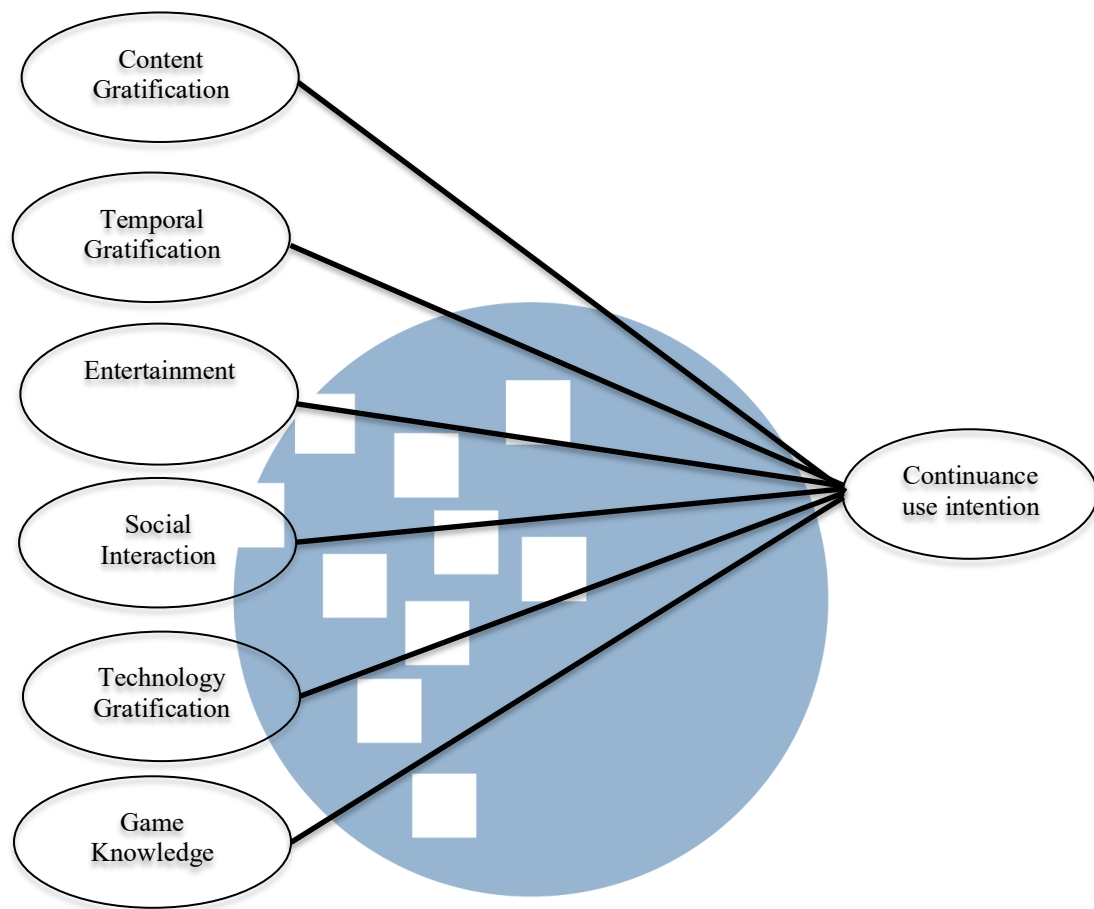 Content
Gratification
Temporal
Gratification
Entertainment
Social
Interaction
Technology
Gratification
Game
Knowledge
Continuance
use intention